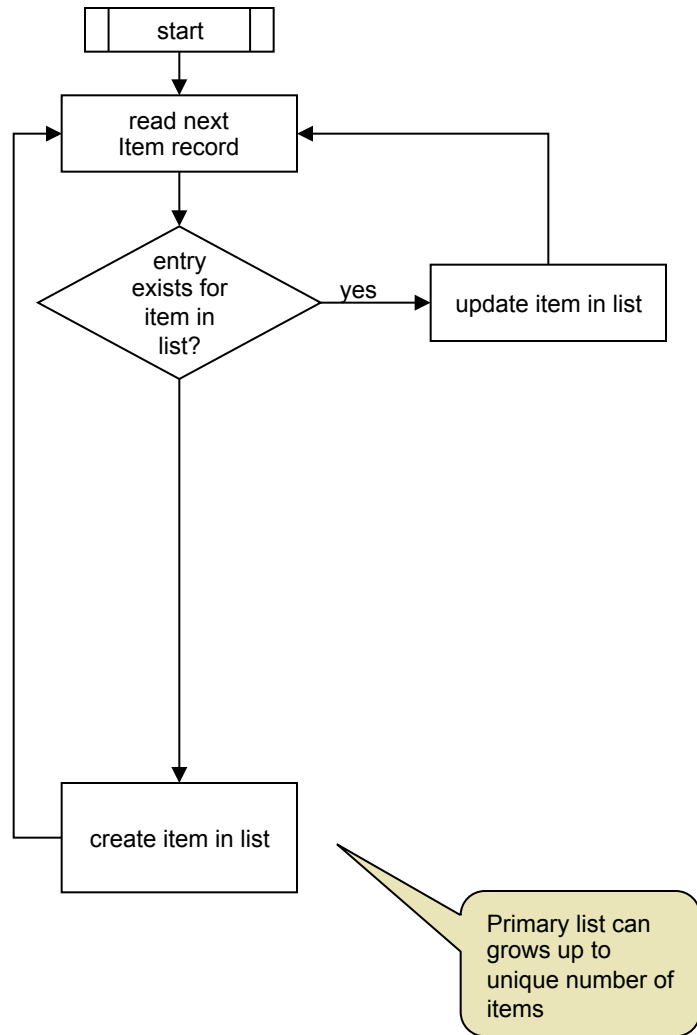 start
read next
Item record
entry
exists for
item in
list?
yes
update item in list
create item in list
Primary list can
grows up to
unique number of
items